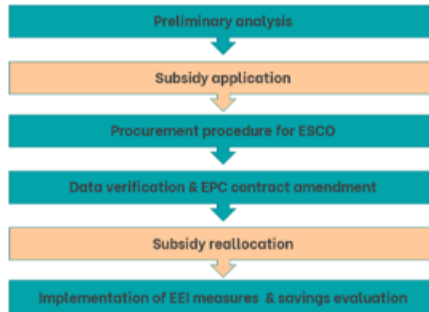 Preliminary analysis
Subsidy application
Procurement procedure for ESCO
Data verification & EPC contract amendment
Subsidy reallocation
Implementation of EEI measures & savings evaluation